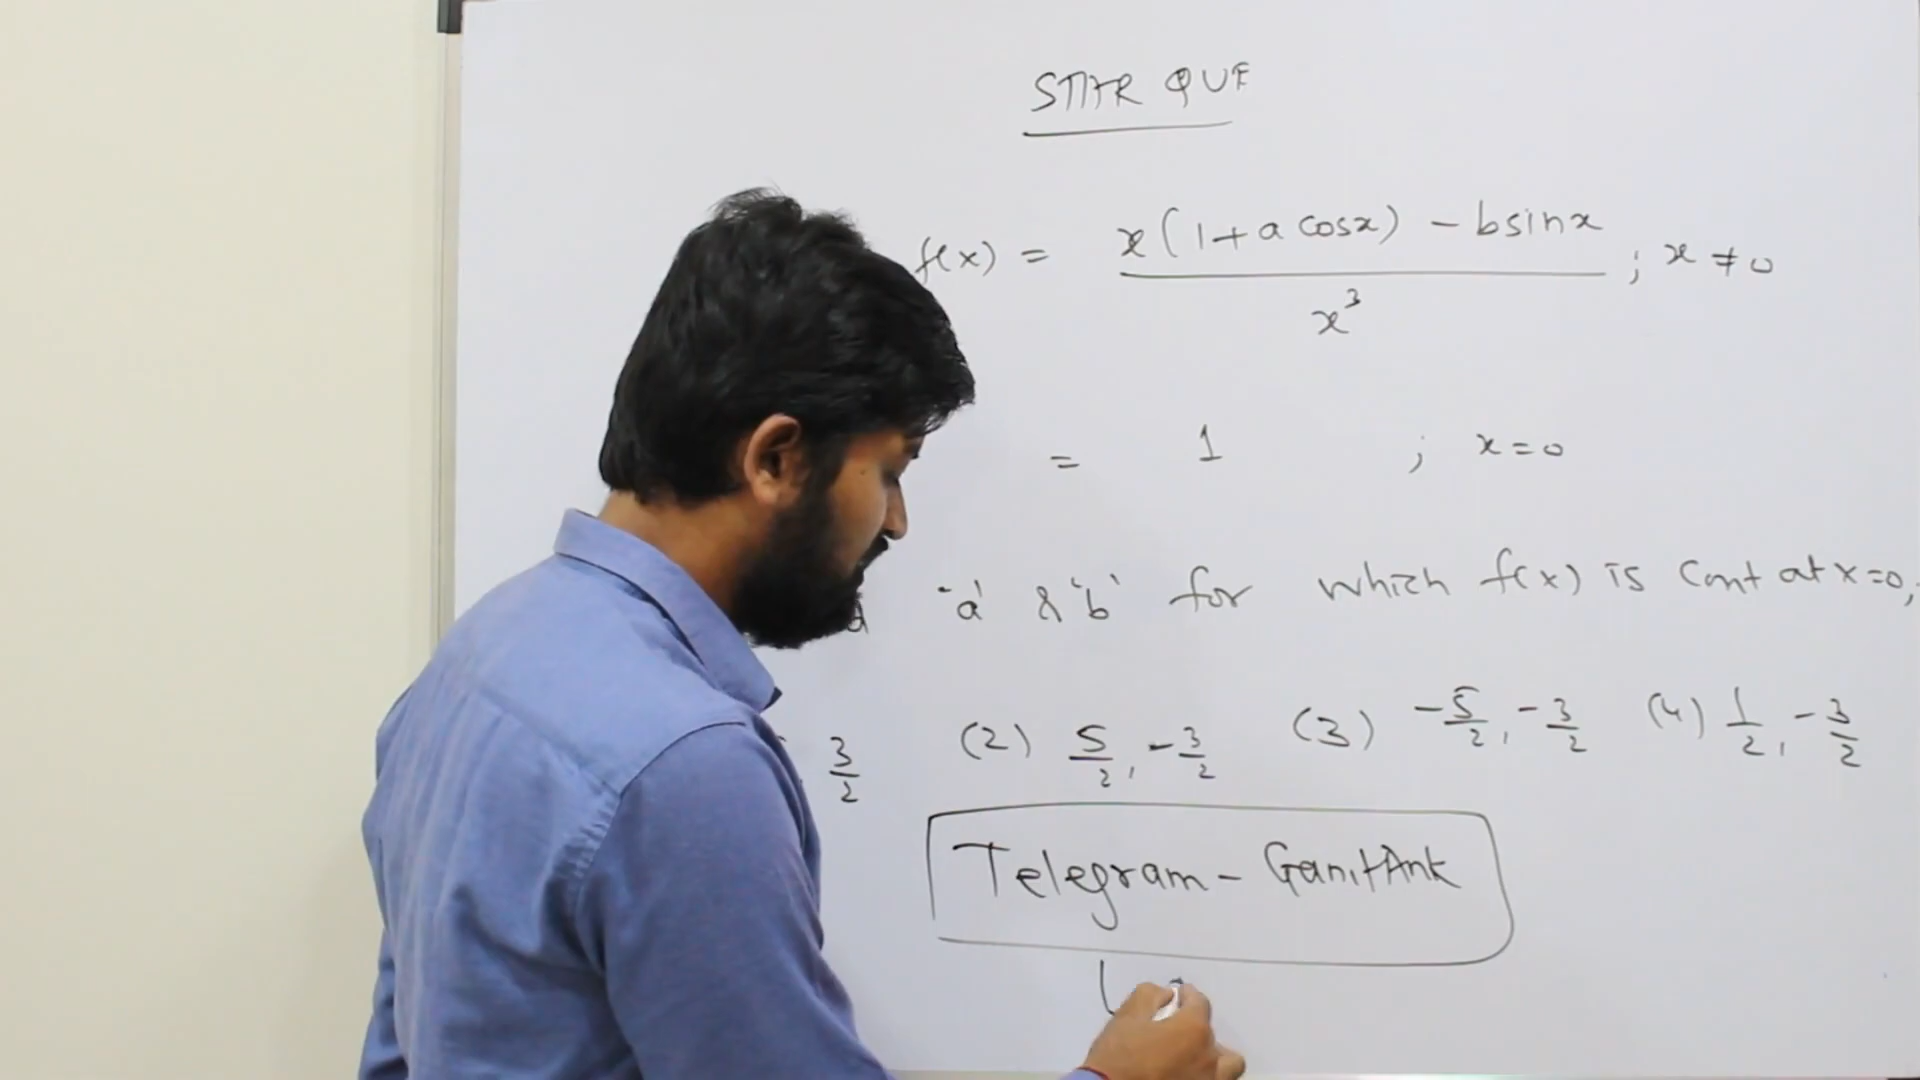 STAR QUE
f(x) = x(1+a cosx) - bsinx / x³ ; x ≠ 0
= 1 ; x=0
'a' & 'b' for which f(x) is Cont at x=0,
3/2 (2) 5/2, -3/2 (3) -5/2, -3/2 (4) 1/2, -3/2
Telegram - GanitAnk